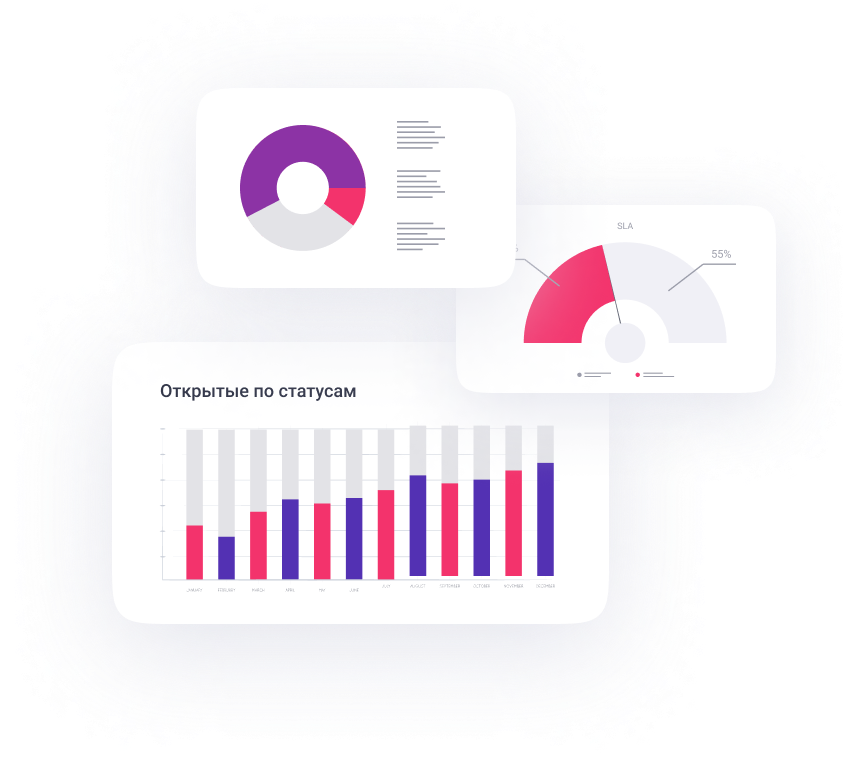 SLA
55%
Открытые по статусам
JANUARY FEBRUARY MARCH APRIL MAY JUNE JULY AUGUST SEPTEMBER OCTOBER NOVEMBER DECEMBER